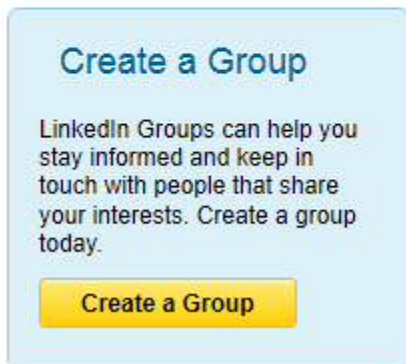 Create a Group
LinkedIn Groups can help you
stay informed and keep in
touch with people that share
your interests. Create a group
today.
Create a Group